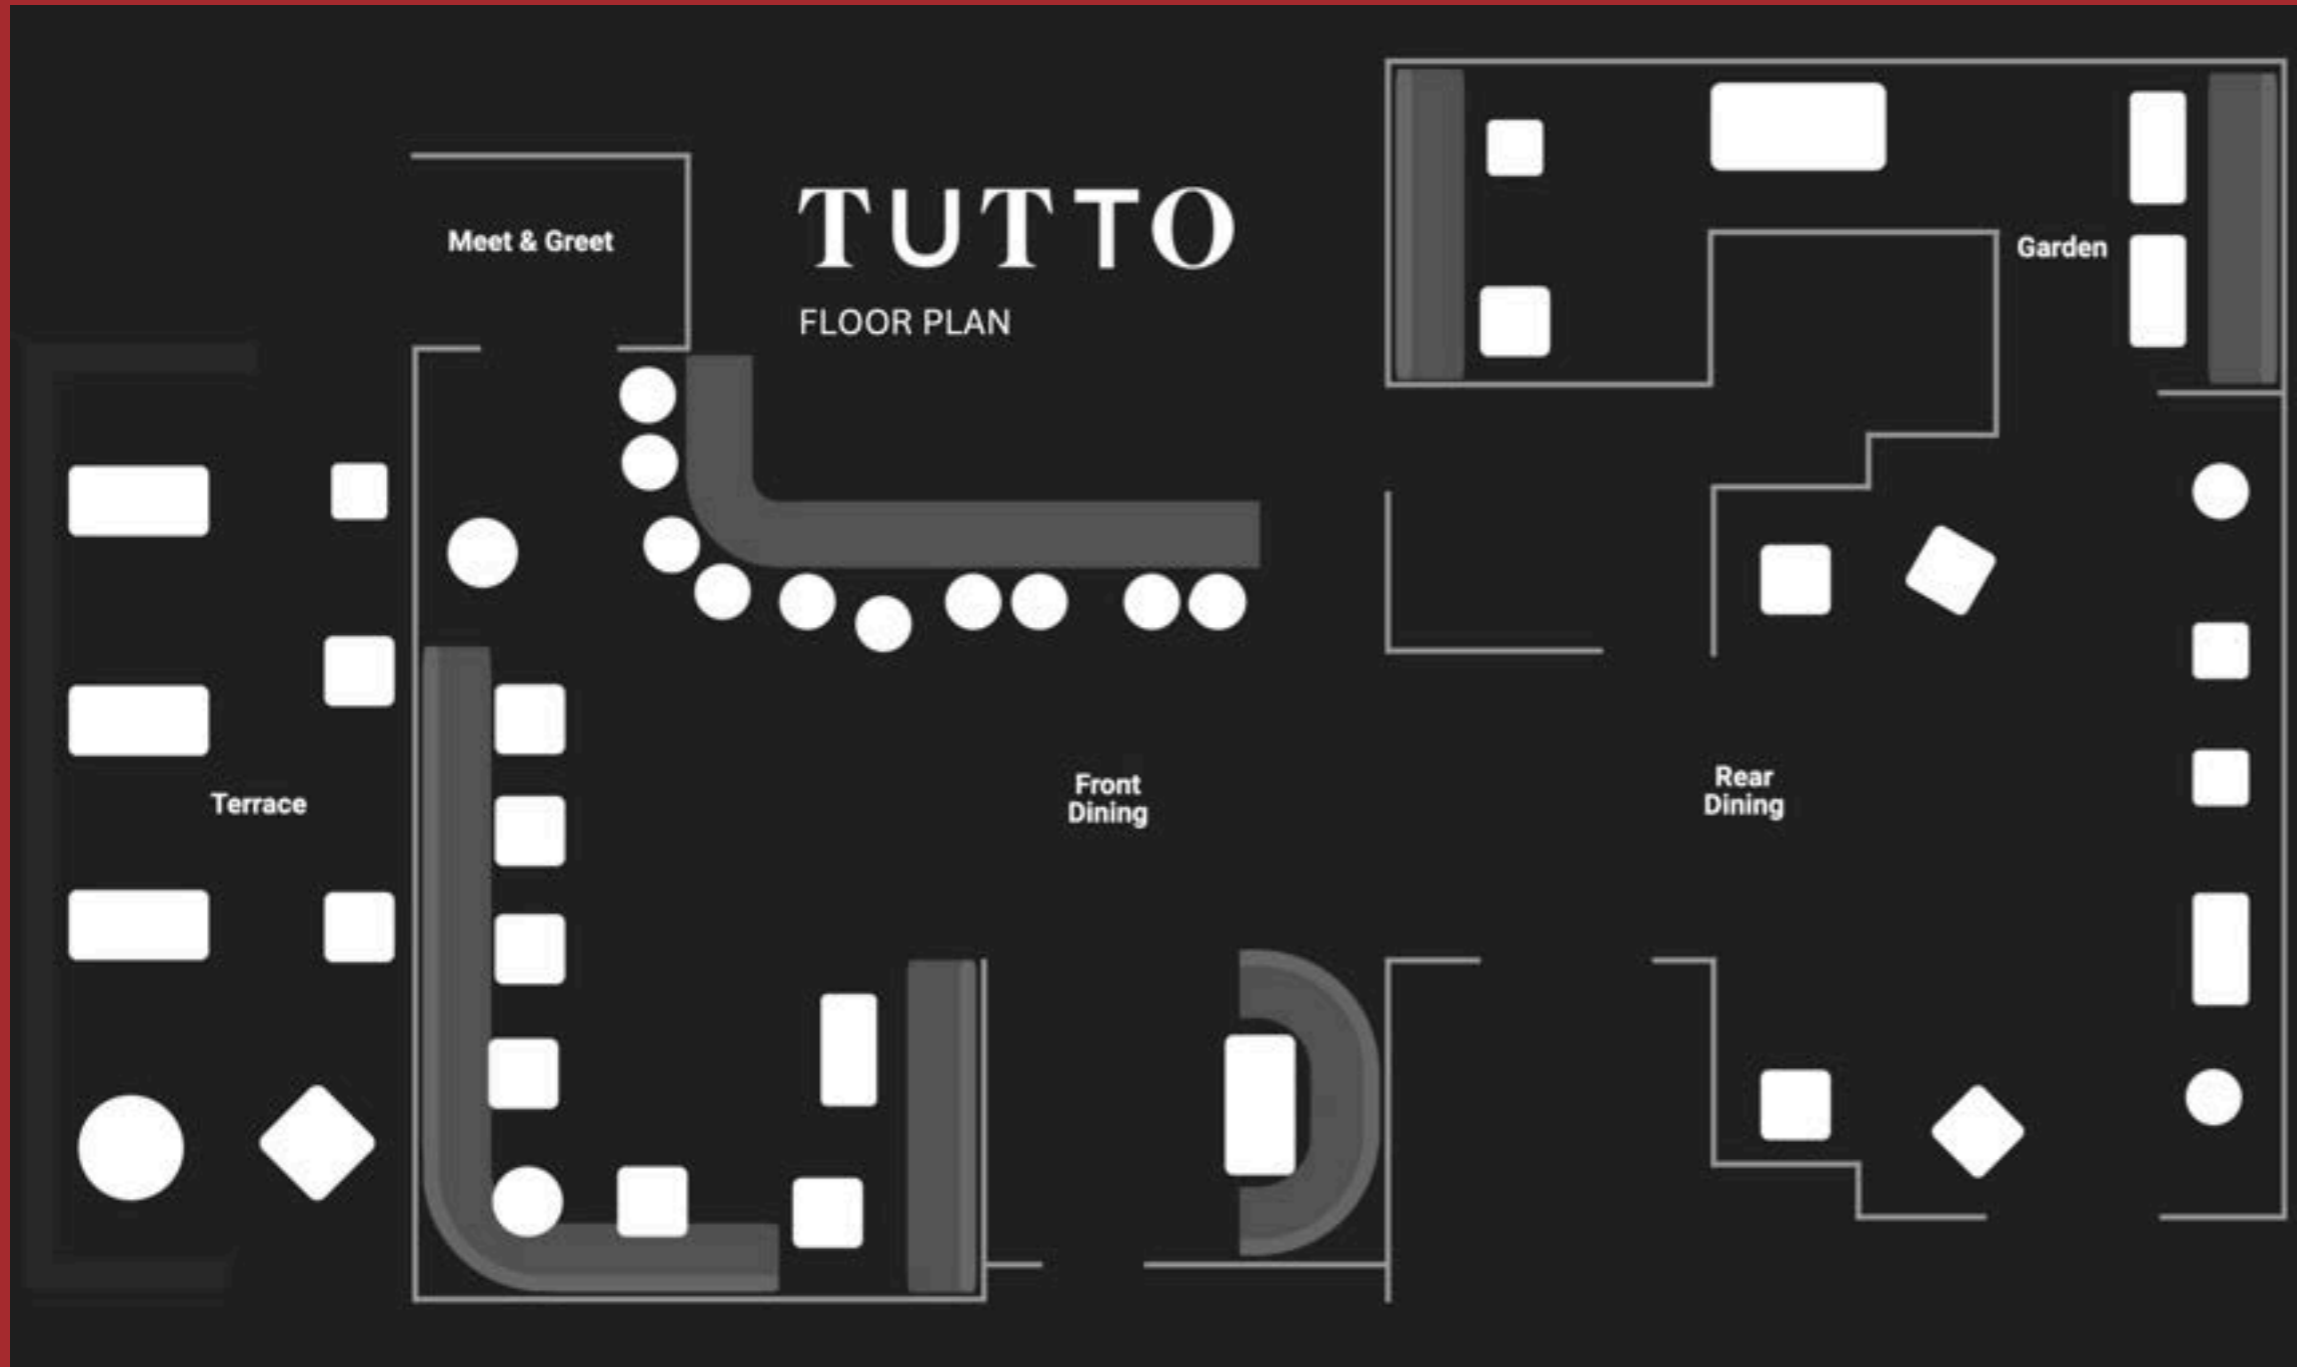 TUTTO
FLOOR PLAN
Meet & Greet
Garden
Terrace
Front
Dining
Rear
Dining